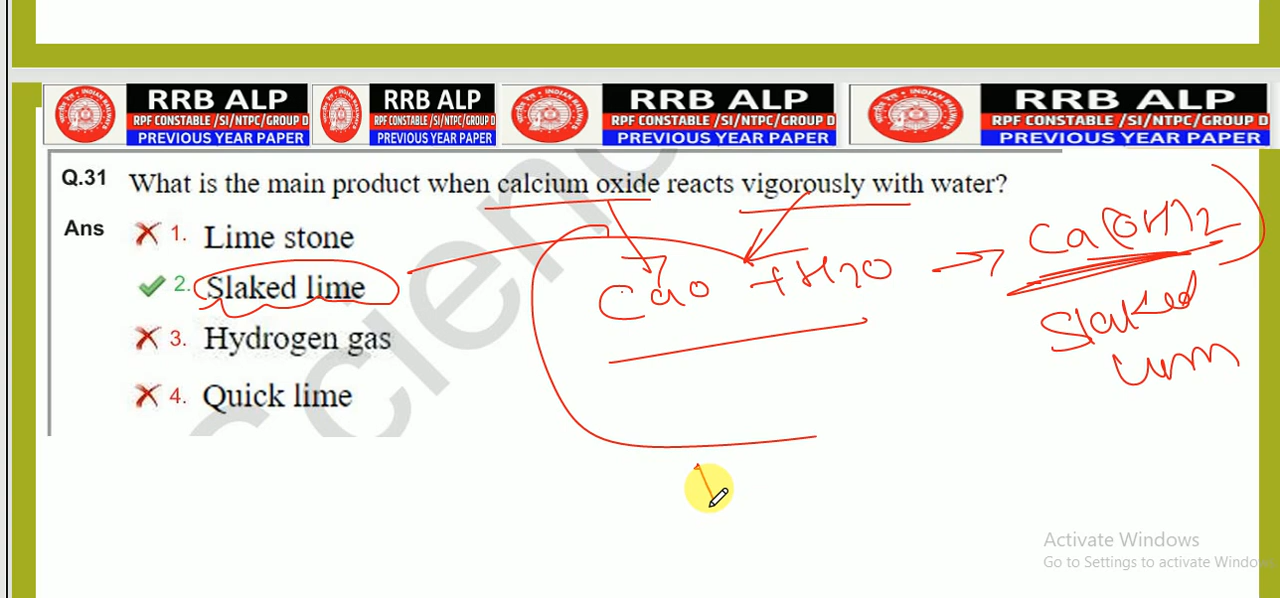 RRB ALP RRB ALP RRB ALP RRB ALP
RPF CONSTABLE /SI/NTPC/GROUP D RPF CONSTABLE /SI/NTPC/GROUP D RPF CONSTABLE /SI/NTPC/GROUP D RPF CONSTABLE /SI/NTPC/GROUP D
PREVIOUS YEAR PAPER PREVIOUS YEAR PAPER PREVIOUS YEAR PAPER PREVIOUS YEAR PAPER
Q.31 What is the main product when calcium oxide reacts vigorously with water?
Ans 1. Lime stone
2. Slaked lime
3. Hydrogen gas
4. Quick lime
CaO + H2O → Ca(OH)2
Slaked
Activate Windows
Go to Settings to activate Windo